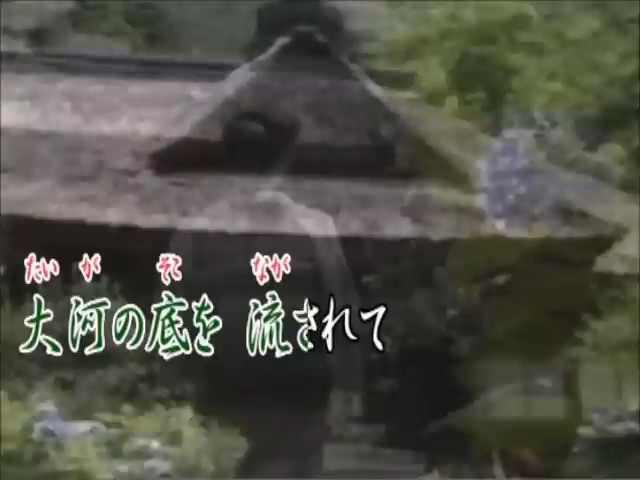 たい が そこ なが
大河の底を 流されて